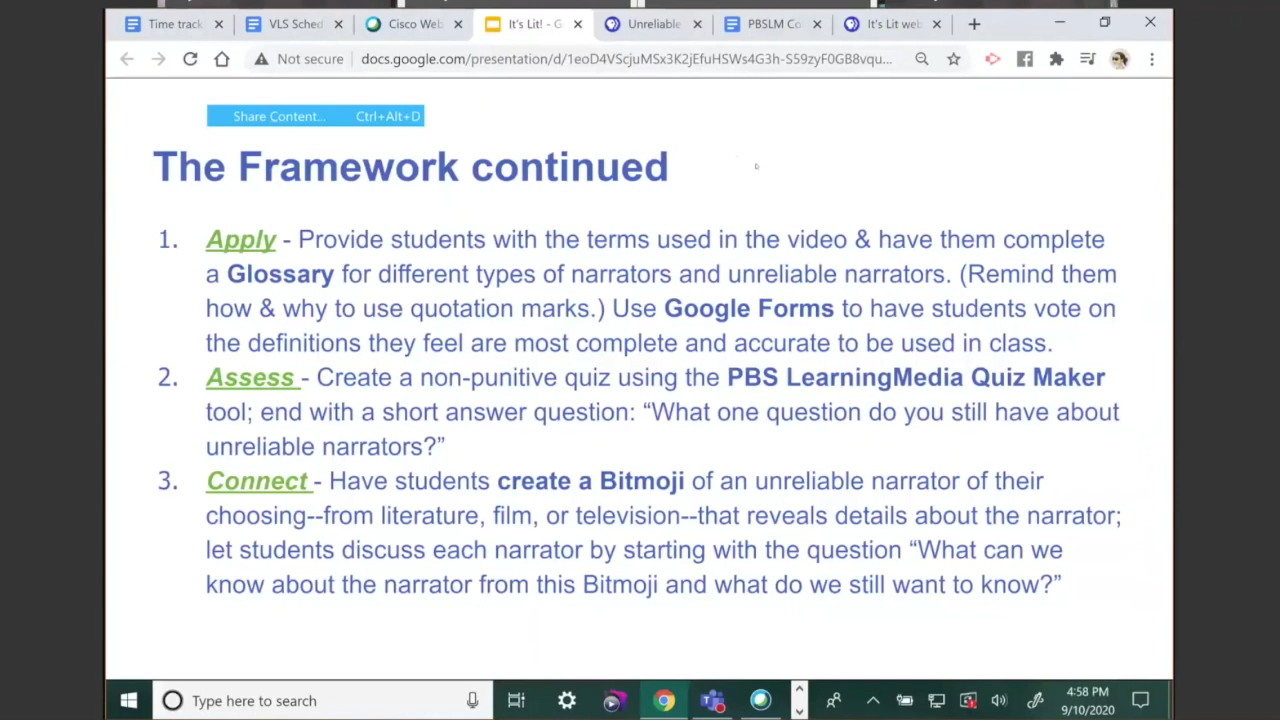 Time track
VLS Sched
Cisco Web
It's Lit! - G
Unreliable
PBSLM Co
It's Lit web
Not secure
docs.google.com/presentation/d/1eoD4VScjuMSx3K2jEfuHSWs4G3h-S59zyF0GB8vqu...
Share Content... Ctrl+Alt+D
The Framework continued
1. Apply - Provide students with the terms used in the video & have them complete
a Glossary for different types of narrators and unreliable narrators. (Remind them
how & why to use quotation marks.) Use Google Forms to have students vote on
the definitions they feel are most complete and accurate to be used in class.
2. Assess - Create a non-punitive quiz using the PBS LearningMedia Quiz Maker
tool; end with a short answer question: “What one question do you still have about
unreliable narrators?”
3. Connect - Have students create a Bitmoji of an unreliable narrator of their
choosing--from literature, film, or television--that reveals details about the narrator;
let students discuss each narrator by starting with the question “What can we
know about the narrator from this Bitmoji and what do we still want to know?”
Type here to search
4:58 PM
9/10/2020